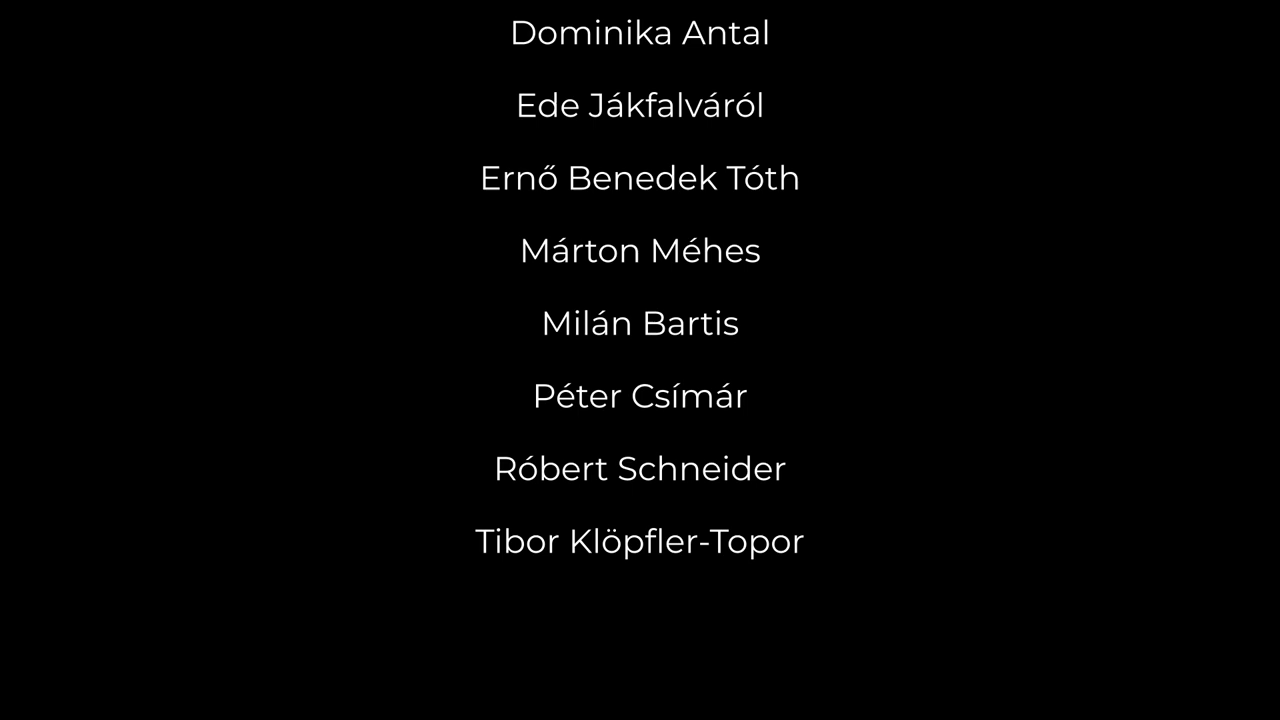 Dominika Antal
Ede Jákfalváról
Ernő Benedek Tóth
Márton Méhes
Milán Bartis
Péter Csímár
Róbert Schneider
Tibor Klöpfler-Topor